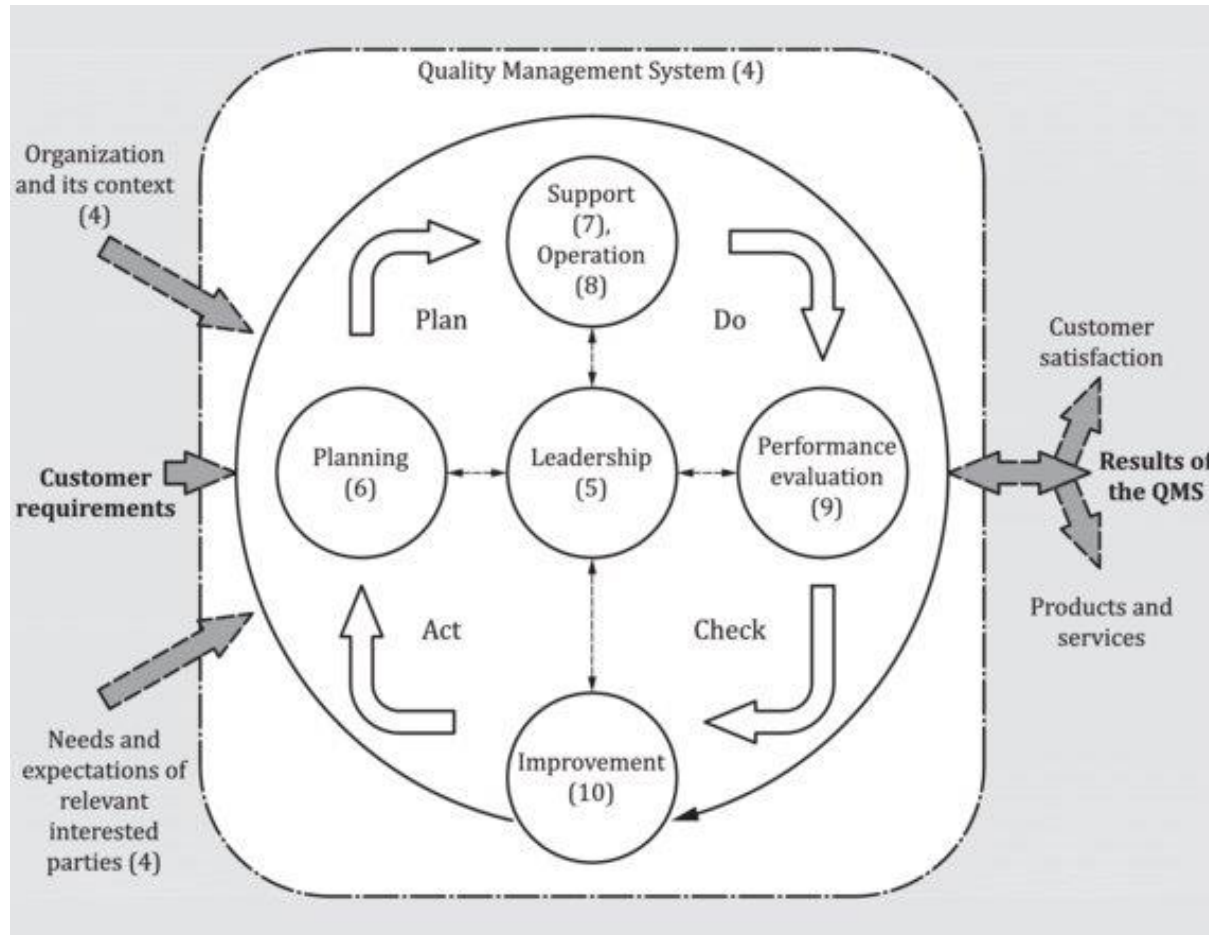 Quality Management System (4)
Organization
and its context
(4)
Support
(7),
Operation
(8)
Plan
Do
Customer
satisfaction
Planning
(6)
Leadership
(5)
Performance
evaluation
(9)
Customer
requirements
Results of
the QMS
Act
Check
Products and
services
Improvement
(10)
Needs and
expectations of
relevant
interested
parties (4)